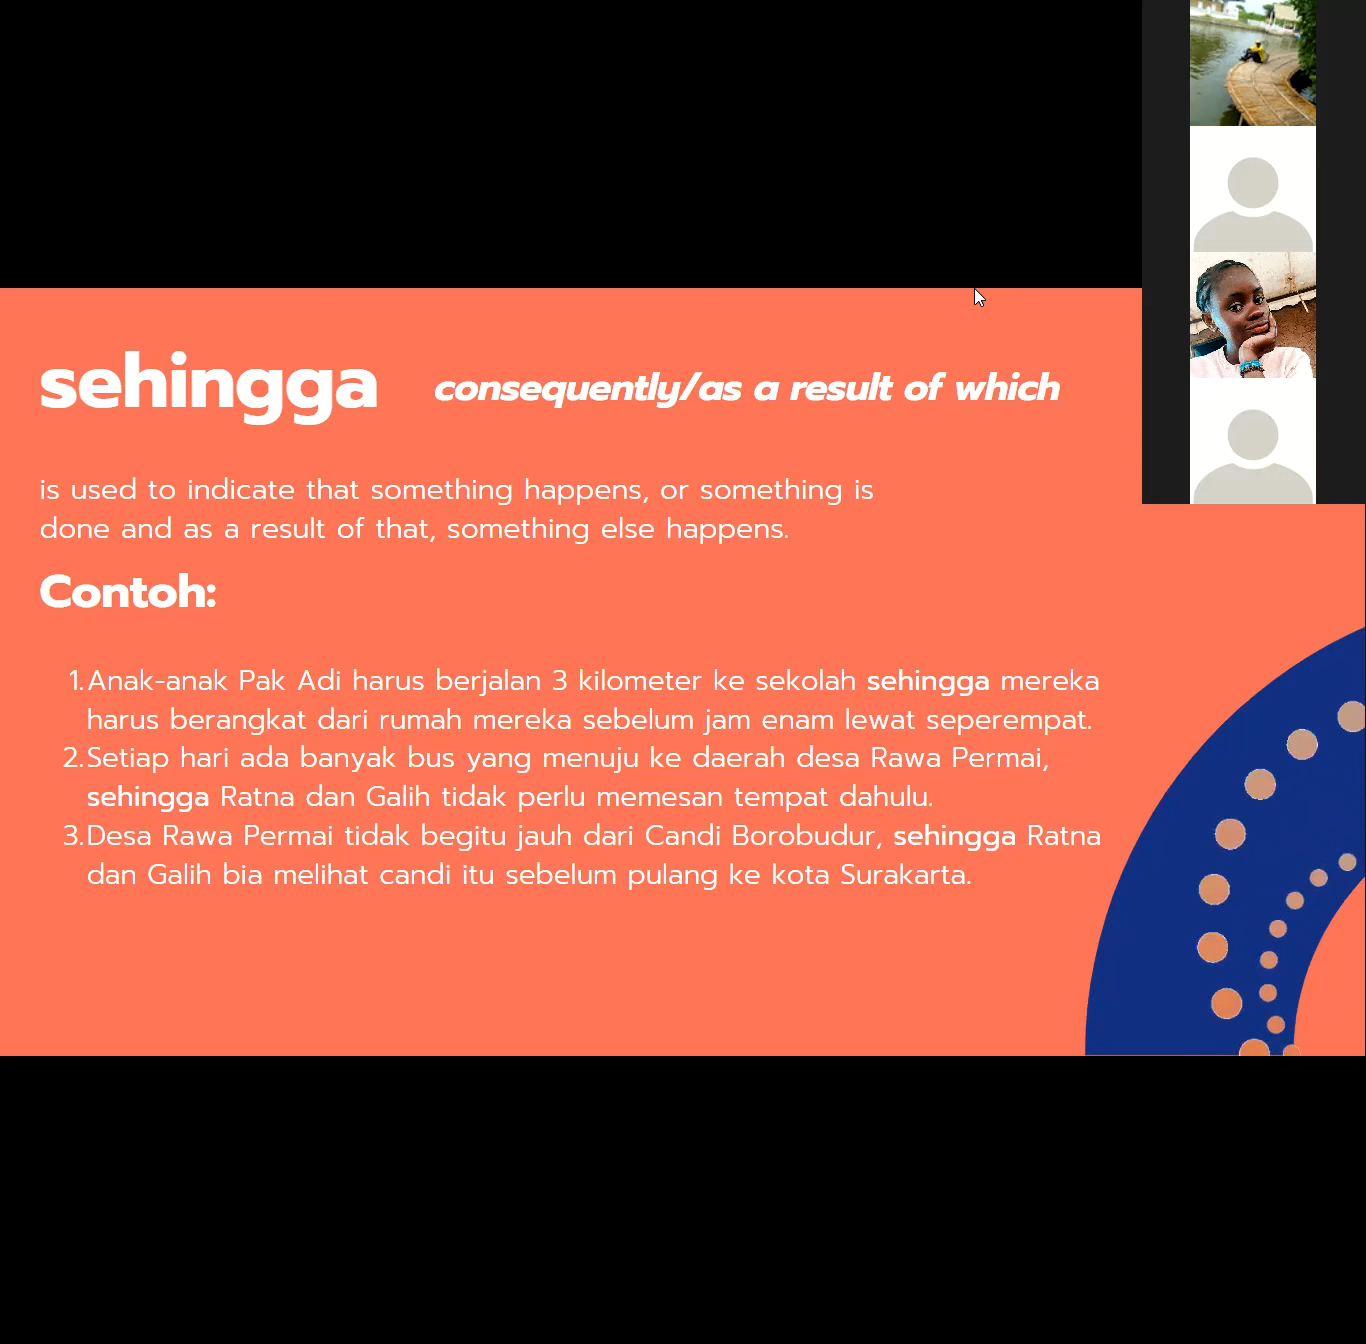 sehingga consequently/as a result of which
is used to indicate that something happens, or something is
done and as a result of that, something else happens.
Contoh:
1.Anak-anak Pak Adi harus berjalan 3 kilometer ke sekolah sehingga mereka
harus berangkat dari rumah mereka sebelum jam enam lewat seperempat.
2.Setiap hari ada banyak bus yang menuju ke daerah desa Rawa Permai,
sehingga Ratna dan Galih tidak perlu memesan tempat dahulu.
3.Desa Rawa Permai tidak begitu jauh dari Candi Borobudur, sehingga Ratna
dan Galih bia melihat candi itu sebelum pulang ke kota Surakarta.